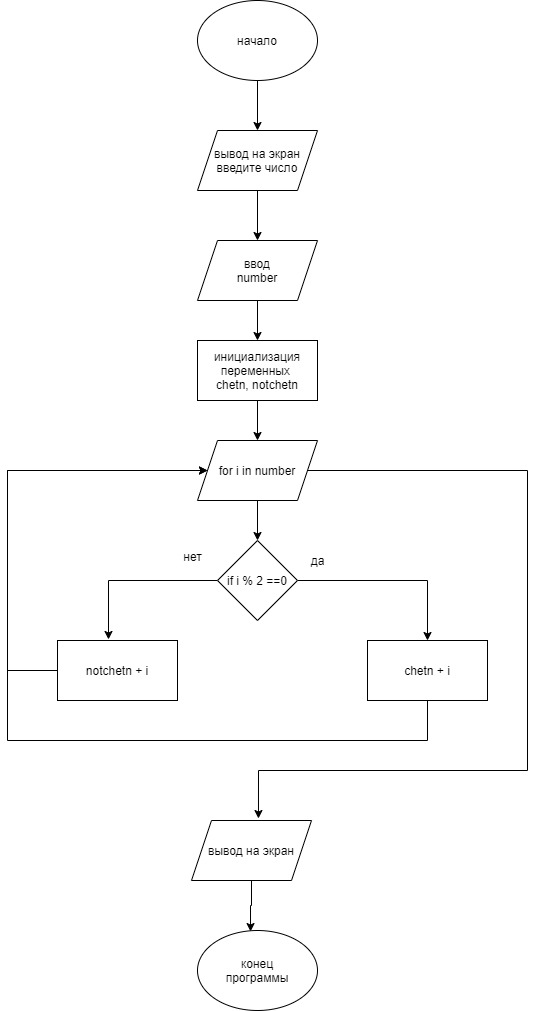 начало
вывод на экран
введите число
ввод
number
инициализация
переменных
chetn, notchetn
for i in number
нет
да
if i % 2 ==0
notchetn + i
chetn + i
вывод на экран
конец
программы